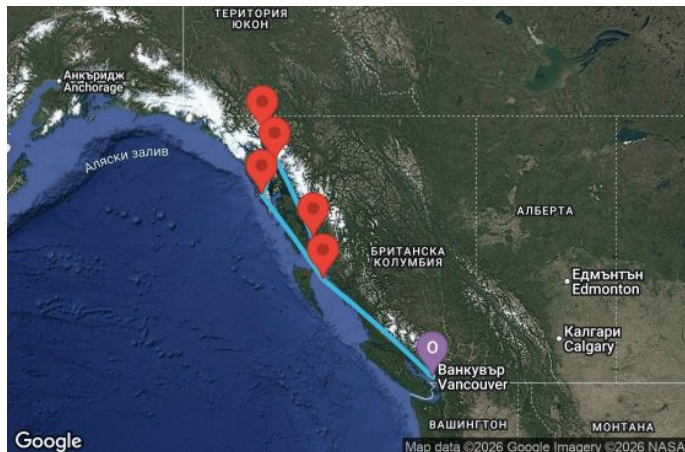 ТЕРИТОРИЯ
ЮКОН
Анкъридж
Anchorage
Аляски залив
АЛБЕРТА
БРИТАНСКА
КОЛУМБИЯ
Едмънтън
Edmonton
Калгари
Calgary
O
Ванкувър
Vancouver
ВАШИНГТОН
МОНТАНА
Google
Map data ©2026 Google Imagery ©2026 NASA